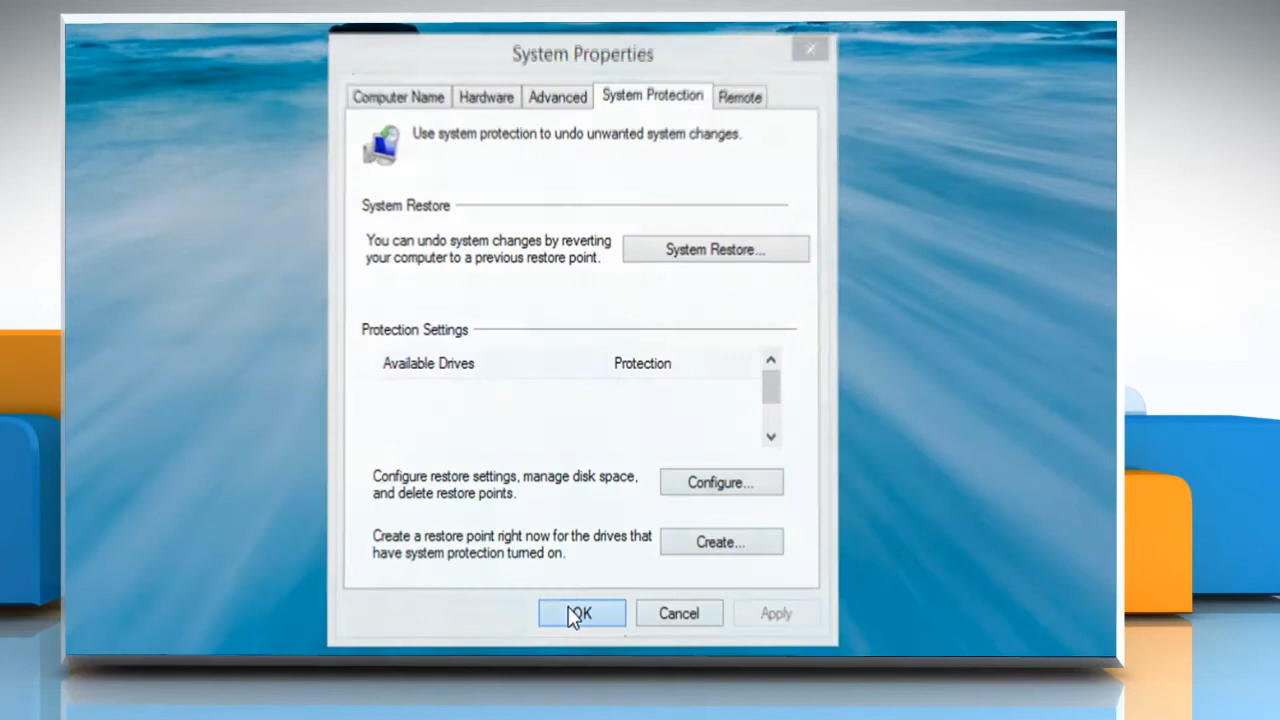 System Properties
Computer Name
Hardware
Advanced
System Protection
Remote
Use system protection to undo unwanted system changes.
System Restore
You can undo system changes by reverting
your computer to a previous restore point.
System Restore...
Protection Settings
Available Drives
Protection
Configure restore settings, manage disk space,
and delete restore points.
Configure...
Create a restore point right now for the drives that
have system protection turned on.
Create...
OK
Cancel
Apply